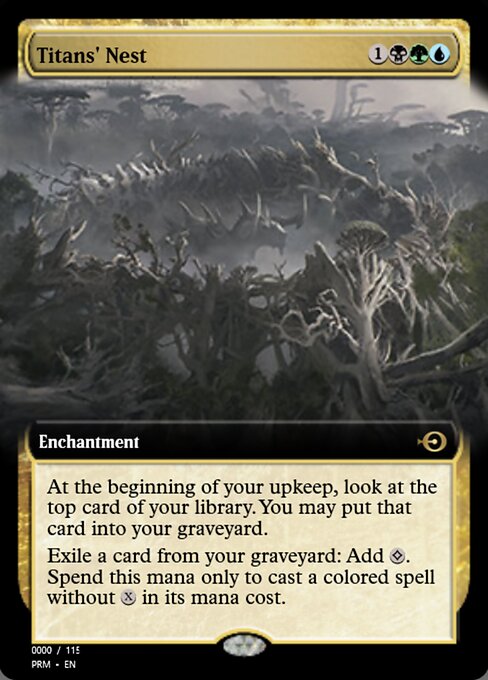 Titans' Nest 1
Enchantment
At the beginning of your upkeep, look at the
top card of your library. You may put that
card into your graveyard.
Exile a card from your graveyard: Add .
Spend this mana only to cast a colored spell
without X in its mana cost.
0000 / 115
PRM • EN